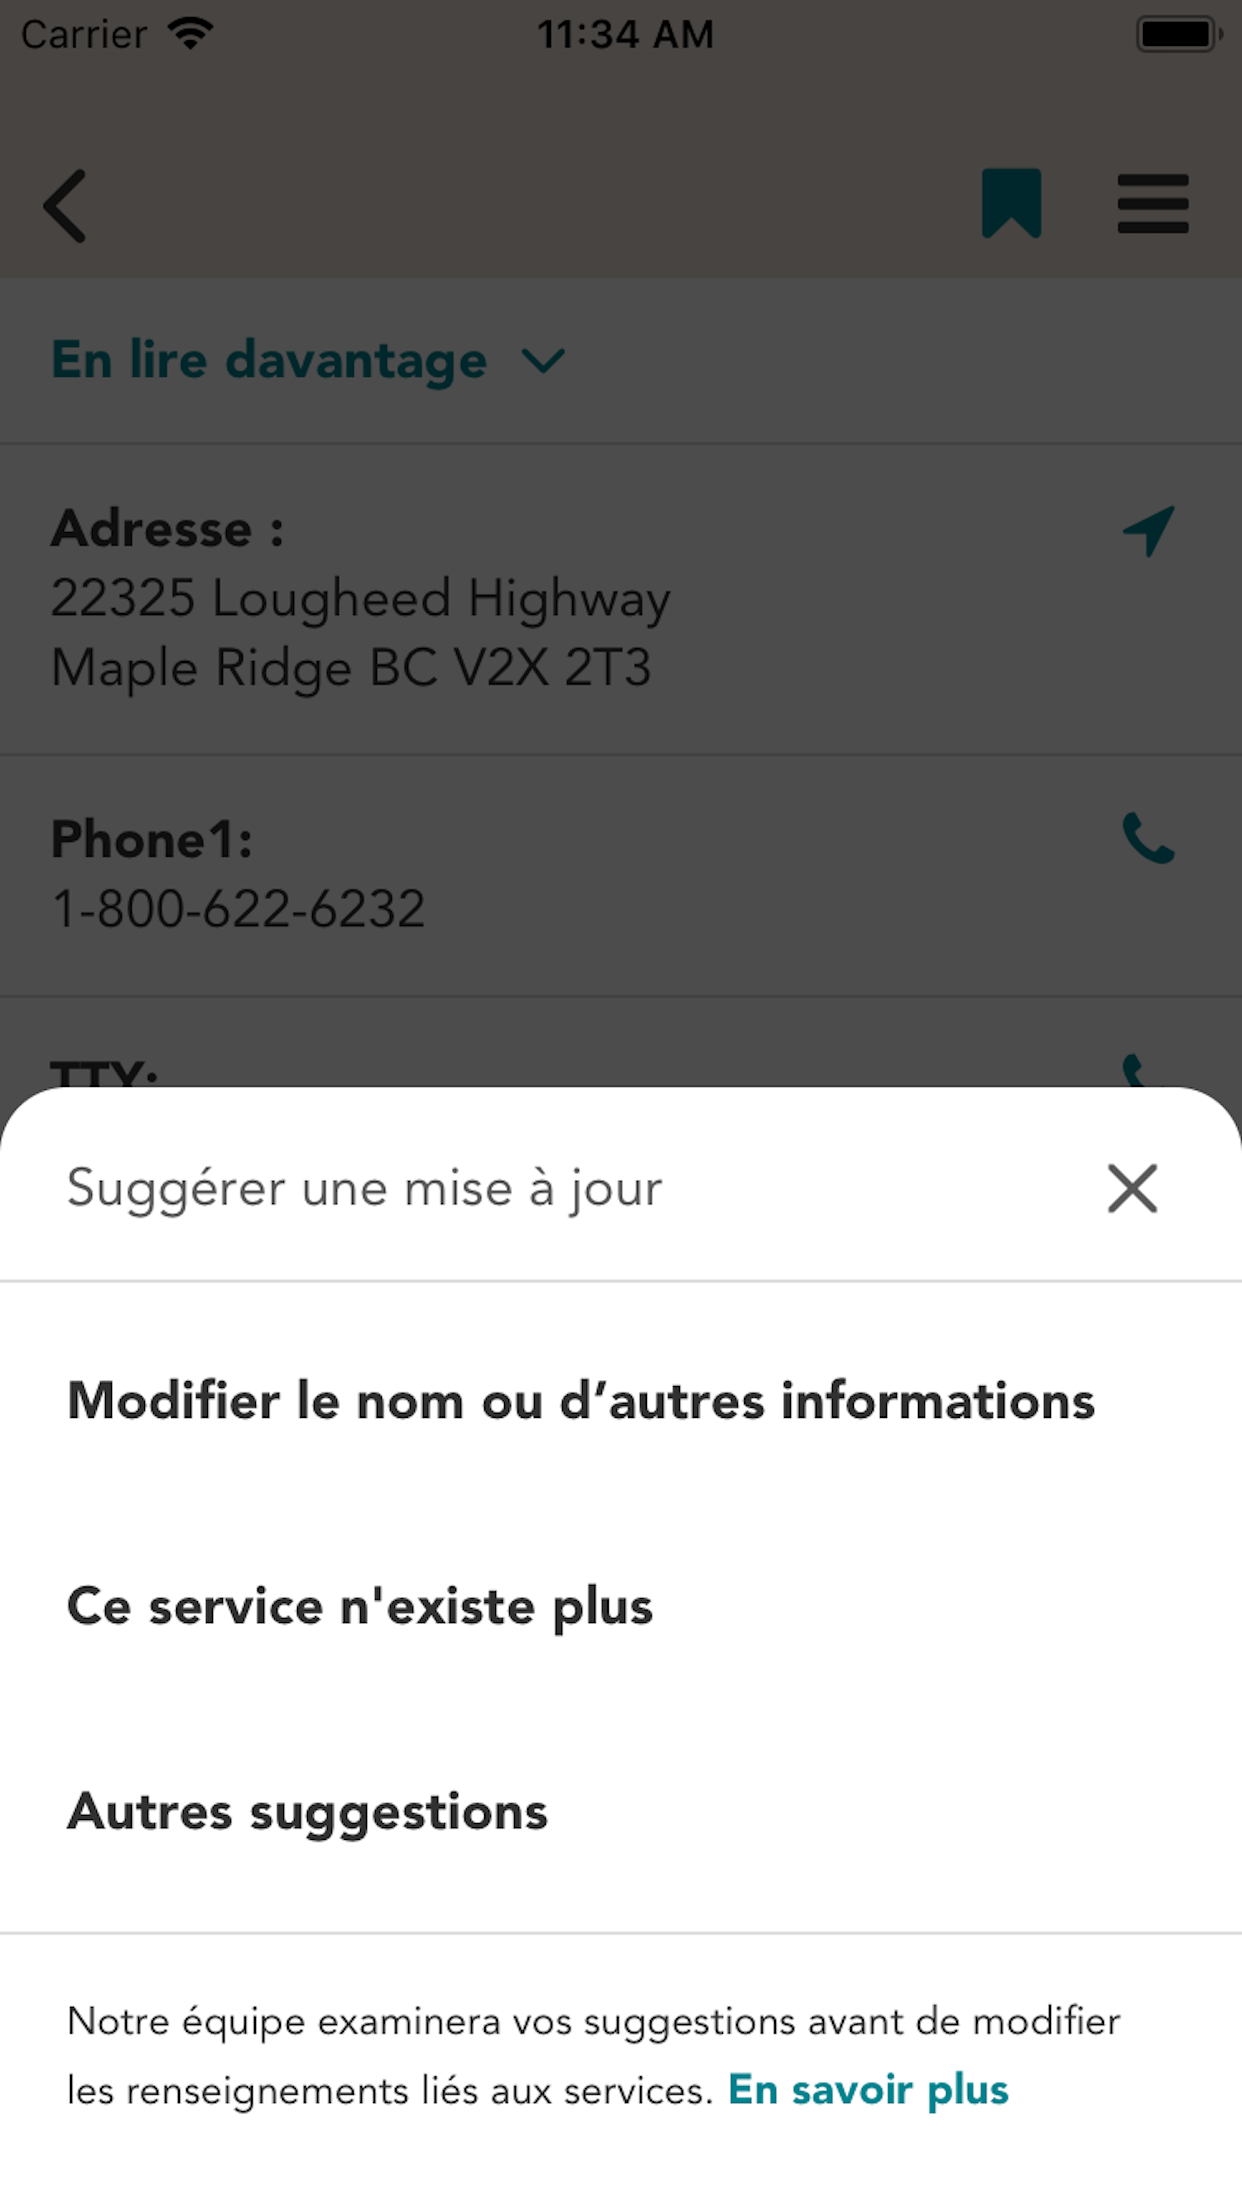 Carrier
11:34 AM
En lire davantage
Adresse :
22325 Lougheed Highway
Maple Ridge BC V2X 2T3
Phone1:
1-800-622-6232
TTY:
Suggérer une mise à jour
Modifier le nom ou d’autres informations
Ce service n'existe plus
Autres suggestions
Notre équipe examinera vos suggestions avant de modifier
les renseignements liés aux services. En savoir plus